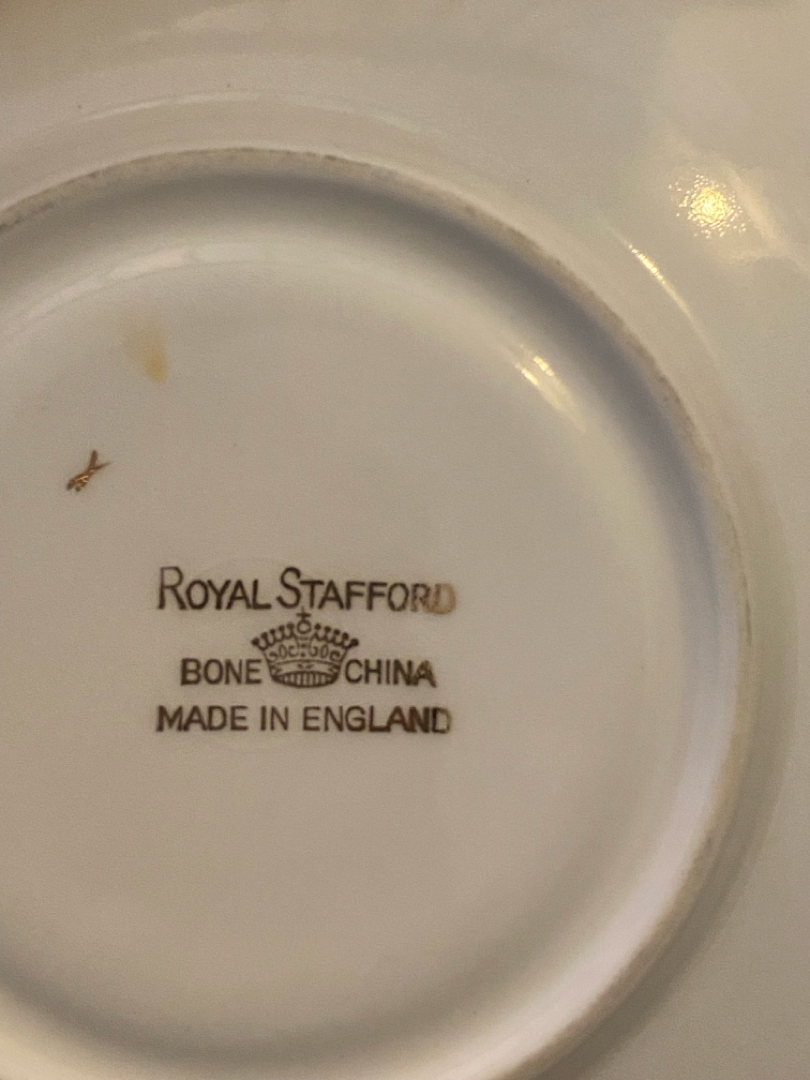 ROYAL STAFFORD
BONE CHINA
MADE IN ENGLAND